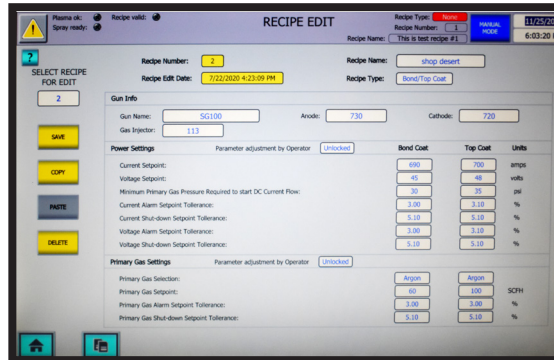 Plasma ok:
Spray ready:
Recipe valid:
RECIPE EDIT
Recipe Type: None
Recipe Number: 1
Recipe Name: This is test recipe #1
MANUAL MODE
11/25/20
6:03:20
?
SELECT RECIPE FOR EDIT
2
SAVE
COPY
PASTE
DELETE
Recipe Number: 2
Recipe Name: shop desert
Recipe Edit Date: 7/22/2020 4:23:09 PM
Recipe Type: Bond/Top Coat
Gun Info
Gun Name: SG100 Anode: 730 Cathode: 720
Gas Injector: 113
Power Settings Parameter adjustment by Operator Unlocked Bond Coat Top Coat Units
Current Setpoint: 690 700 amps
Voltage Setpoint: 45 48 volts
Minimum Primary Gas Pressure Required to start DC Current Flow: 30 35 psi
Current Alarm Setpoint Tollerance: 3.00 3.10 %
Current Shut-down Setpoint Tollerance: 5.10 5.10 %
Voltage Alarm Setpoint Tollerance: 3.00 3.10 %
Voltage Shut-down Setpoint Tollerance: 5.10 5.10 %
Primary Gas Settings Parameter adjustment by Operator Unlocked
Primary Gas Selection: Argon Argon
Primary Gas Setpoint: 60 100 SCFH
Primary Gas Alarm Setpoint Tollerance: 3.00 3.00 %
Primary Gas Shut-down Setpoint Tollerance: 5.10 5.10 %